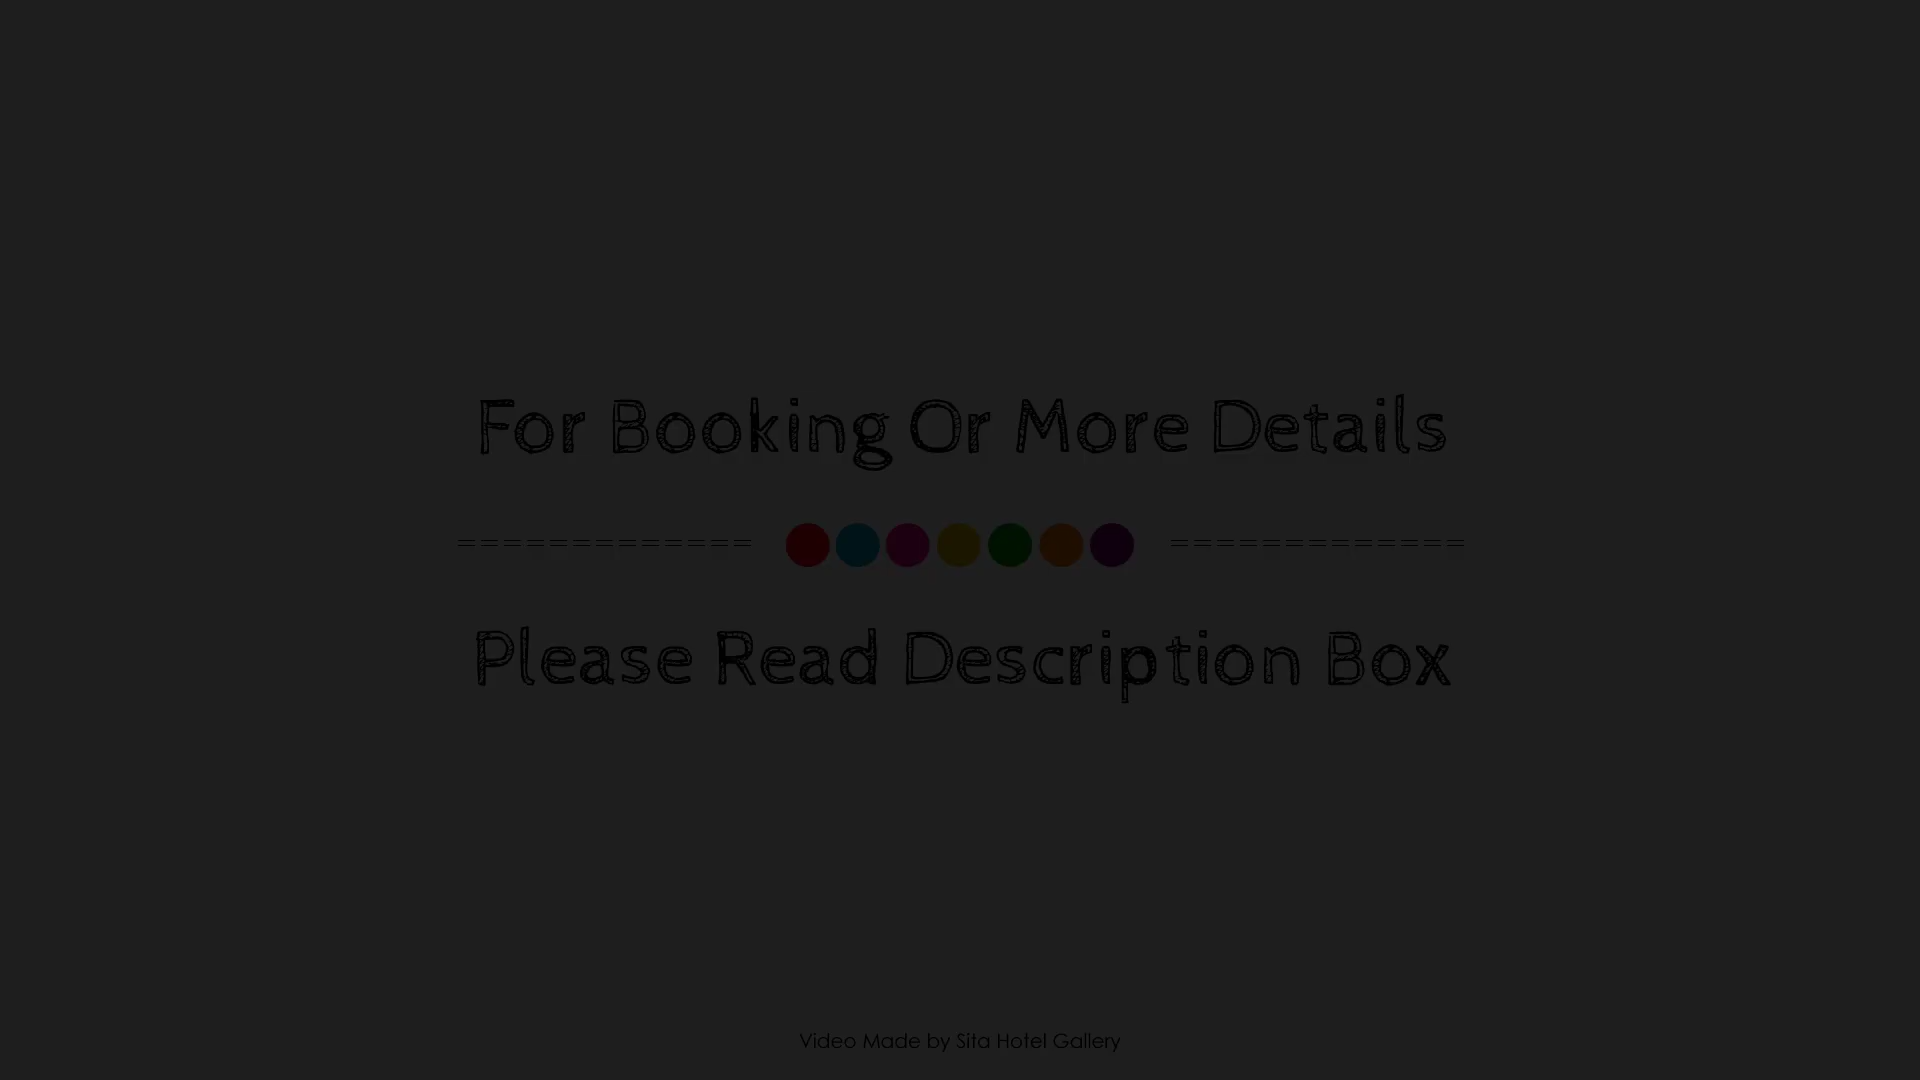 For Booking Or More Details
============= =============
Please Read Description Box
Video Made by Sita Hotel Gallery